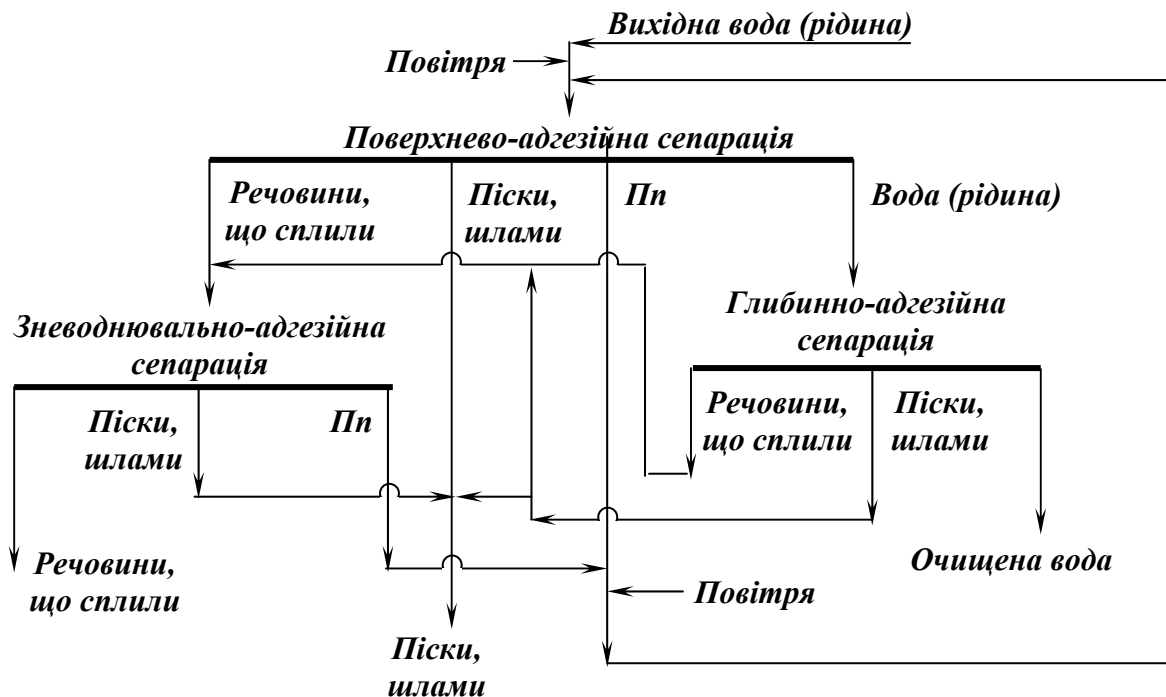 Вихідна вода (рідина)
Повітря
Поверхнево-адгезійна сепарація
Речовини,
що сплили
Піски,
шлами
Пп
Вода (рідина)
Зневоднювально-адгезійна
сепарація
Глибинно-адгезійна
сепарація
Піски,
шлами
Пп
Речовини,
що сплили
Піски,
шлами
Речовини,
що сплили
Очищена вода
Повітря
Піски,
шлами